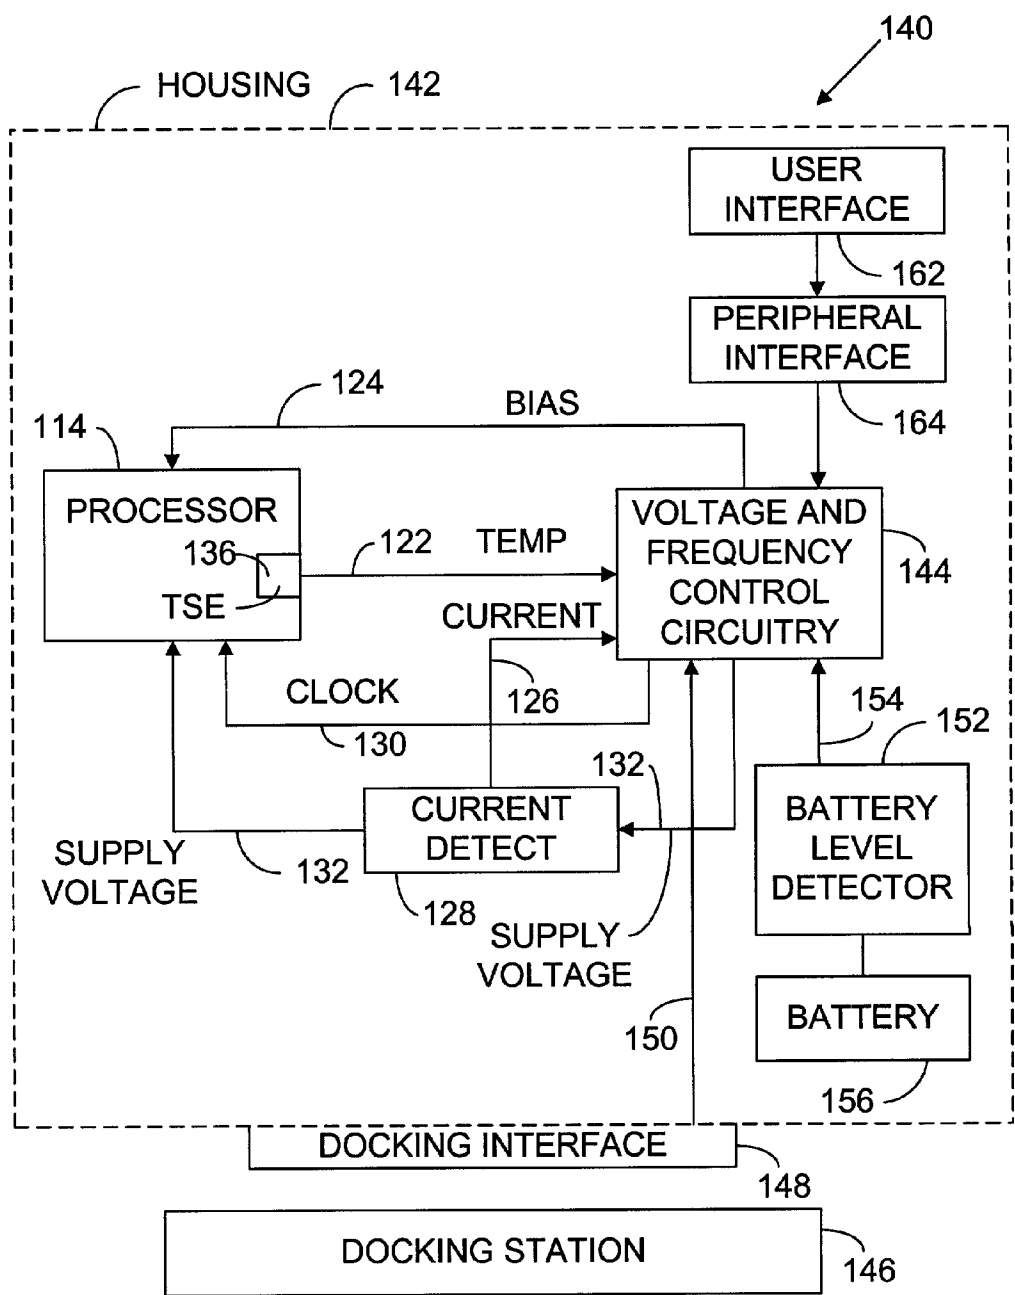 140
HOUSING
142
USER
INTERFACE
162
PERIPHERAL
INTERFACE
164
124
BIAS
114
PROCESSOR
136
TSE
122
TEMP
VOLTAGE AND
FREQUENCY
CONTROL
CIRCUITRY
144
CURRENT
126
CLOCK
130
154
152
132
CURRENT
DETECT
128
SUPPLY
VOLTAGE
132
SUPPLY
VOLTAGE
BATTERY
LEVEL
DETECTOR
150
BATTERY
156
DOCKING INTERFACE
148
DOCKING STATION
146